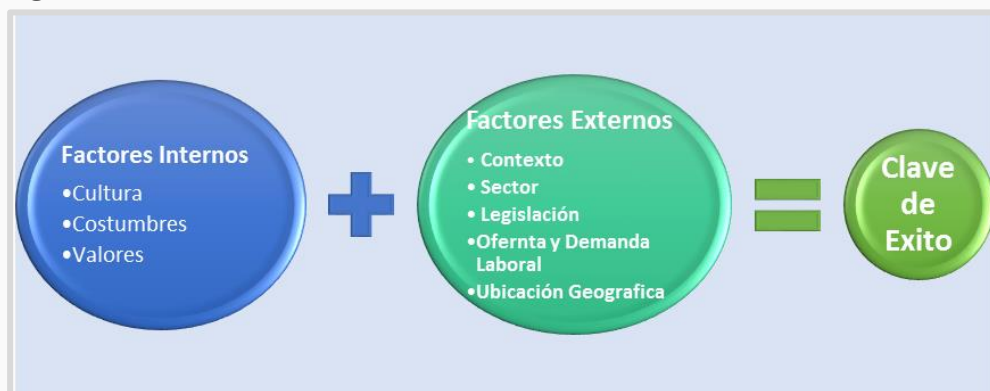 Factores Internos
•Cultura
•Costumbres
•Valores
Factores Externos
• Contexto
• Sector
• Legislación
•Ofernta y Demanda
Laboral
•Ubicación Geografica
Clave
de
Exito